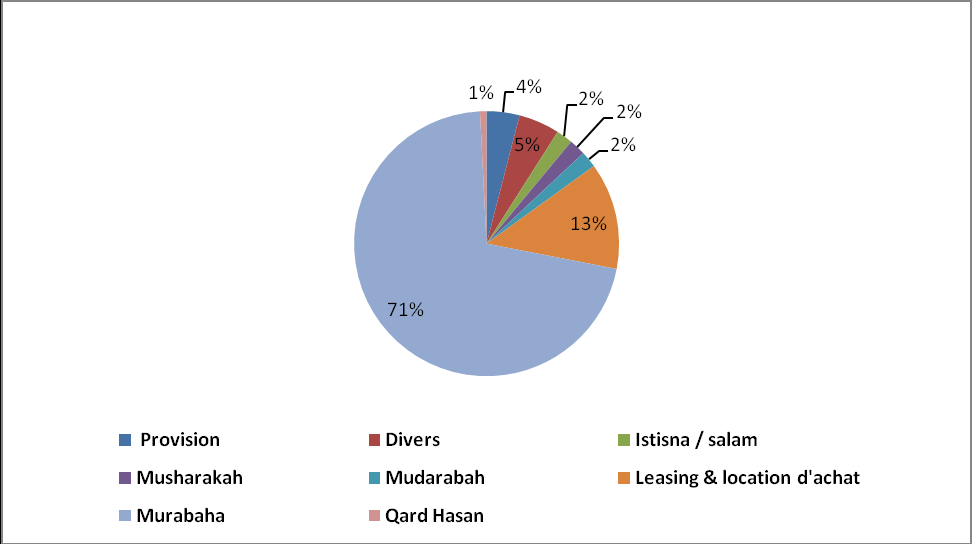 1%
4%
2%
2%
2%
5%
13%
71%
Provision
Divers
Istisna / salam
Musharakah
Mudarabah
Leasing & location d'achat
Murabaha
Qard Hasan